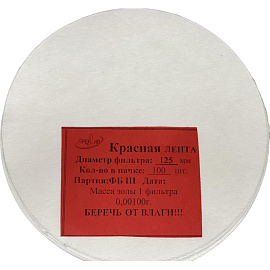 Красная ЛЕНТА
Диаметр фильтра: 125 мм
Кол-во в пачке: 100 шт.
Партия:ФБ III Дата:
Масса золы 1 фильтра
0,00100г.
БЕРЕЧЬ ОТ ВЛАГИ!!!